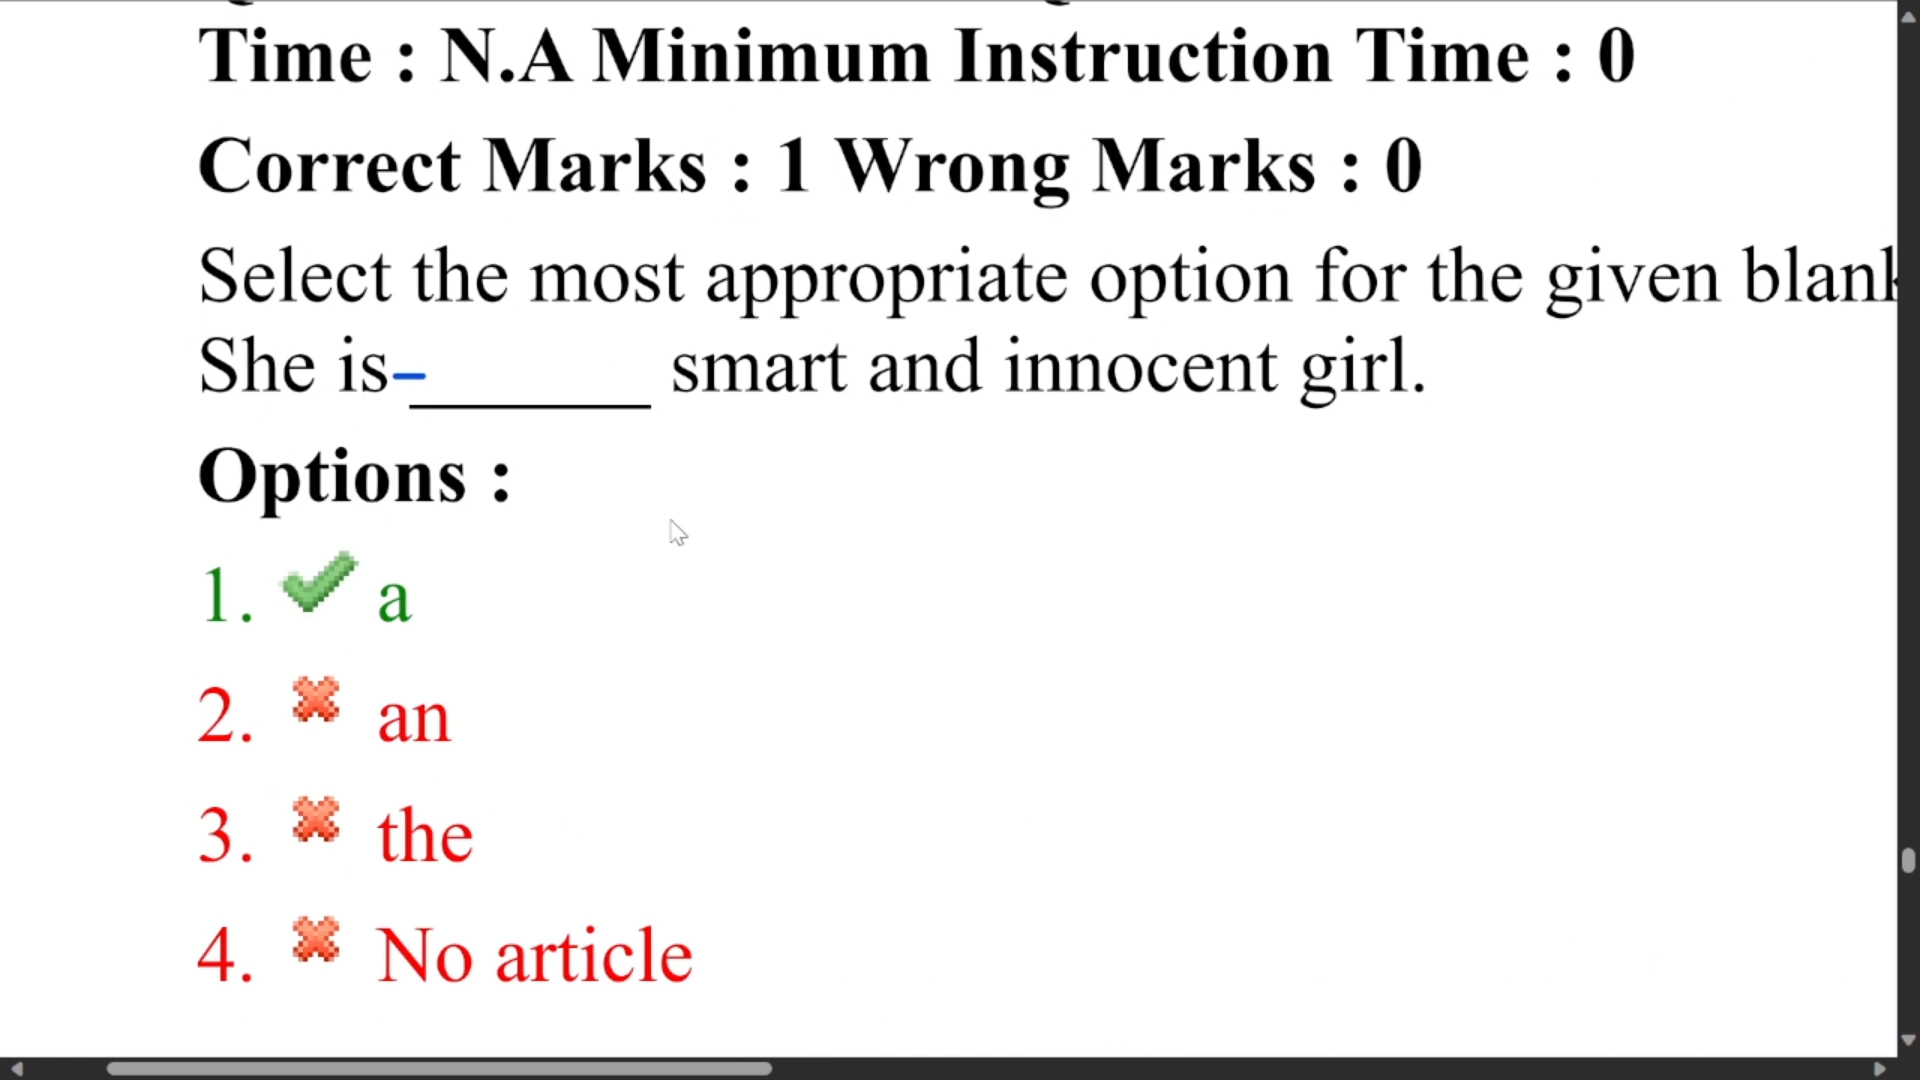 Time : N.A Minimum Instruction Time : 0
Correct Marks : 1 Wrong Marks : 0
Select the most appropriate option for the given blank
She is ______ smart and innocent girl.
Options :
1. a
2. an
3. the
4. No article